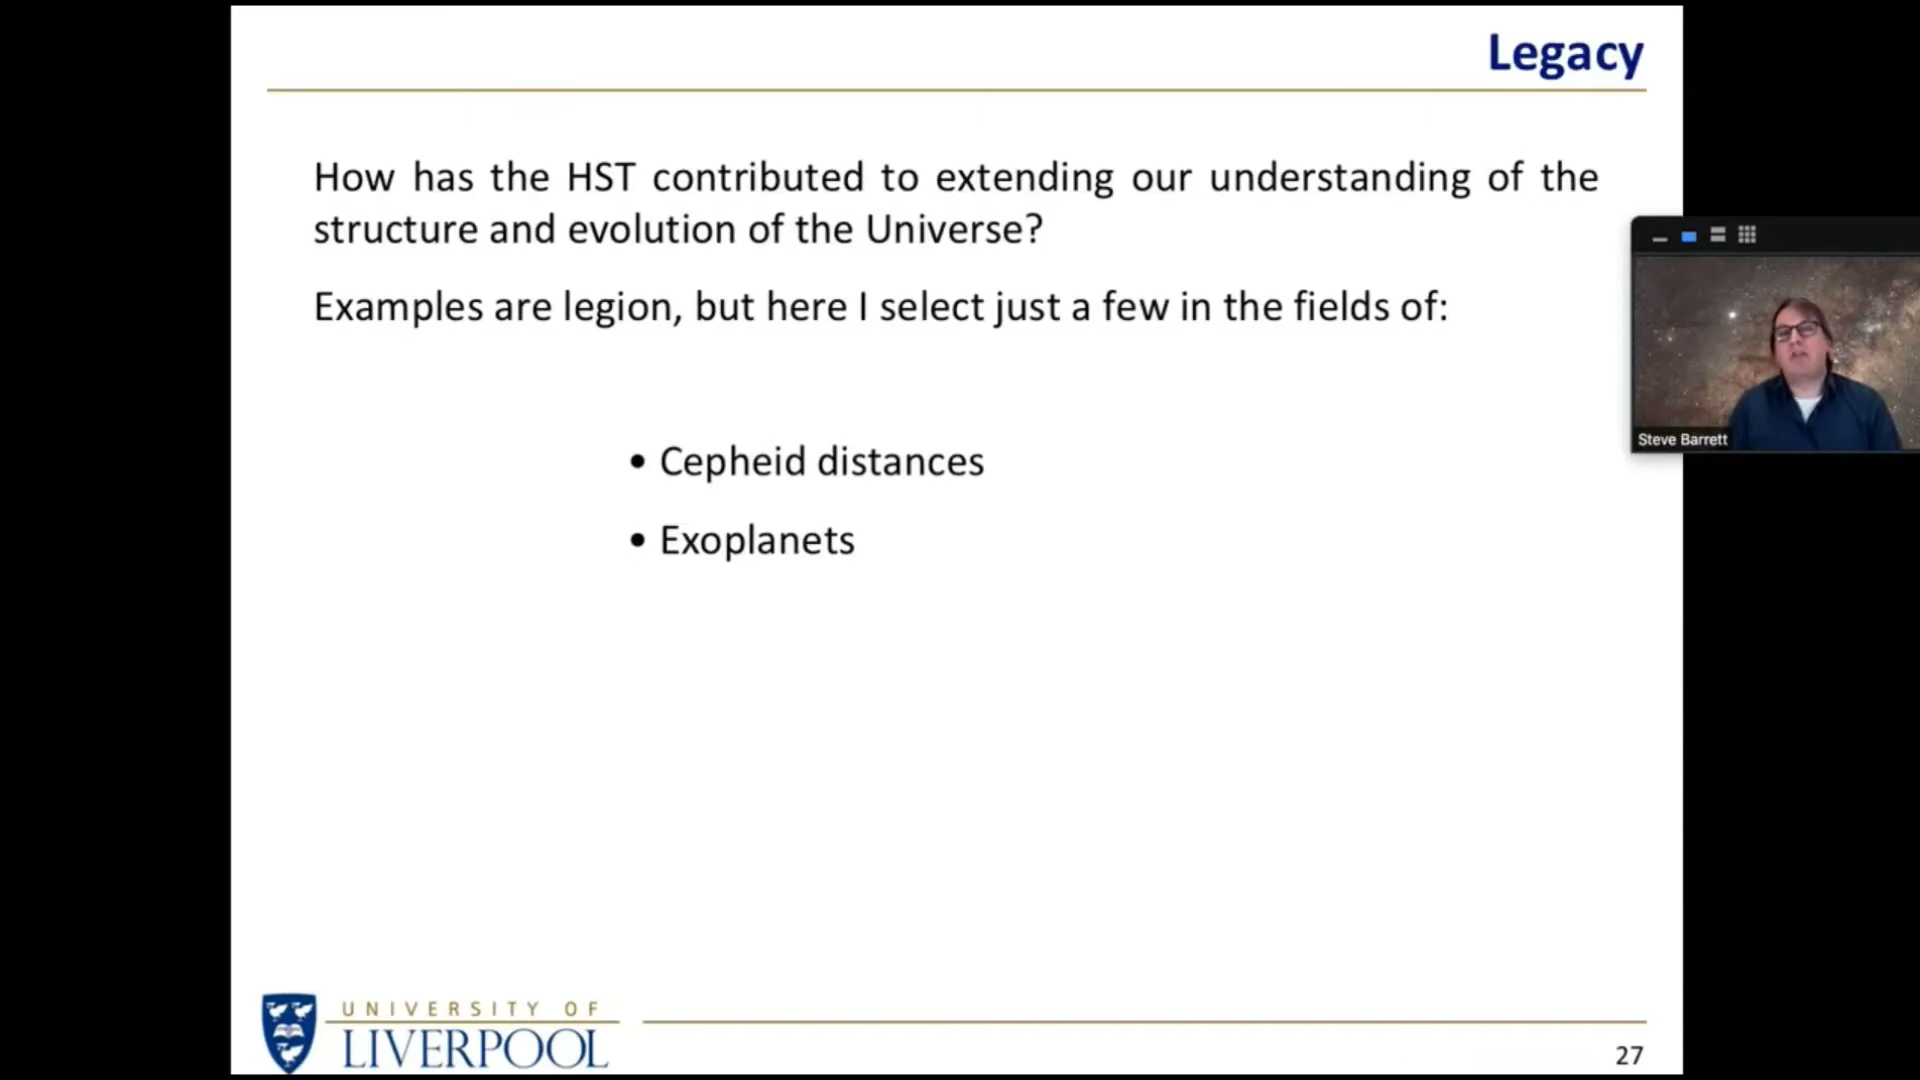 Legacy
How has the HST contributed to extending our understanding of the
structure and evolution of the Universe?
Examples are legion, but here I select just a few in the fields of:
• Cepheid distances
• Exoplanets
Steve Barrett
UNIVERSITY OF
LIVERPOOL
27